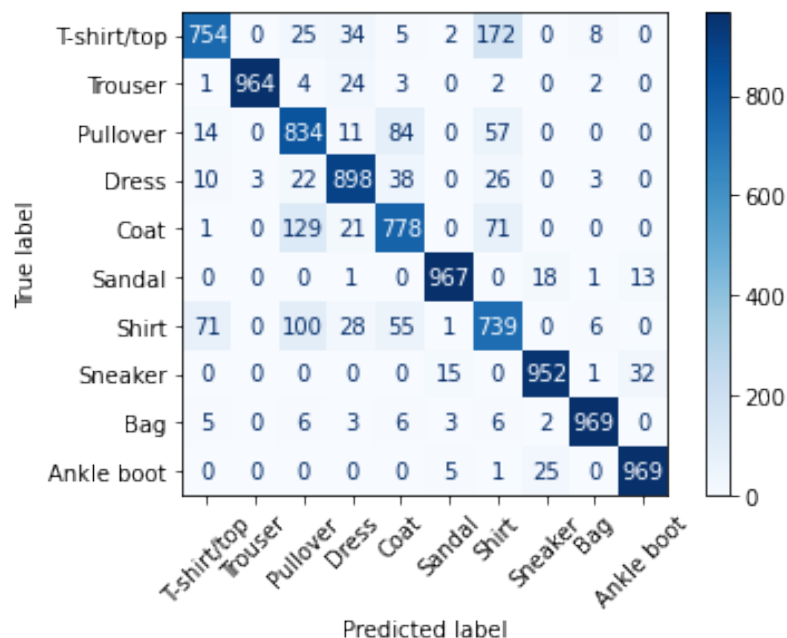 T-shirt/top 754 0 25 34 5 2 172 0 8 0
Trouser 1 964 4 24 3 0 2 0 2 0
Pullover 14 0 834 11 84 0 57 0 0 0
Dress 10 3 22 898 38 0 26 0 3 0
Coat 1 0 129 21 778 0 71 0 0 0
Sandal 0 0 0 1 0 967 0 18 1 13
Shirt 71 0 100 28 55 1 739 0 6 0
Sneaker 0 0 0 0 0 15 0 952 1 32
Bag 5 0 6 3 6 3 6 2 969 0
Ankle boot 0 0 0 0 0 5 1 25 0 969
True label
T-shirt/top Trouser Pullover Dress Coat Sandal Shirt Sneaker Bag Ankle boot
Predicted label
800
600
400
200
0